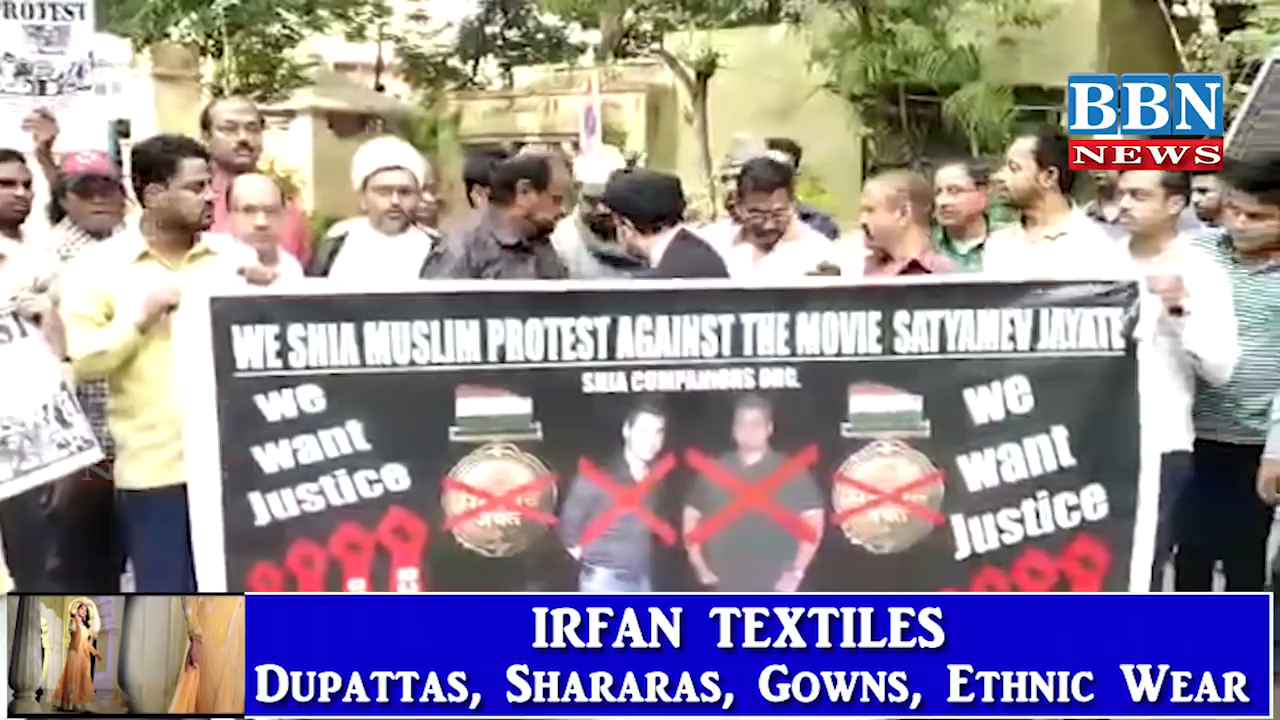 PROTEST
BBN
NEWS
WE SHIA MUSLIM PROTEST AGAINST THE MOVIE SATYAMEV JAYATE
SHIA COMPANIONS ORG.
We
want
Justice
We
want
Justice
IRFAN TEXTILES
DUPATTAS, SHARARAS, GOWNS, ETHNIC WEAR